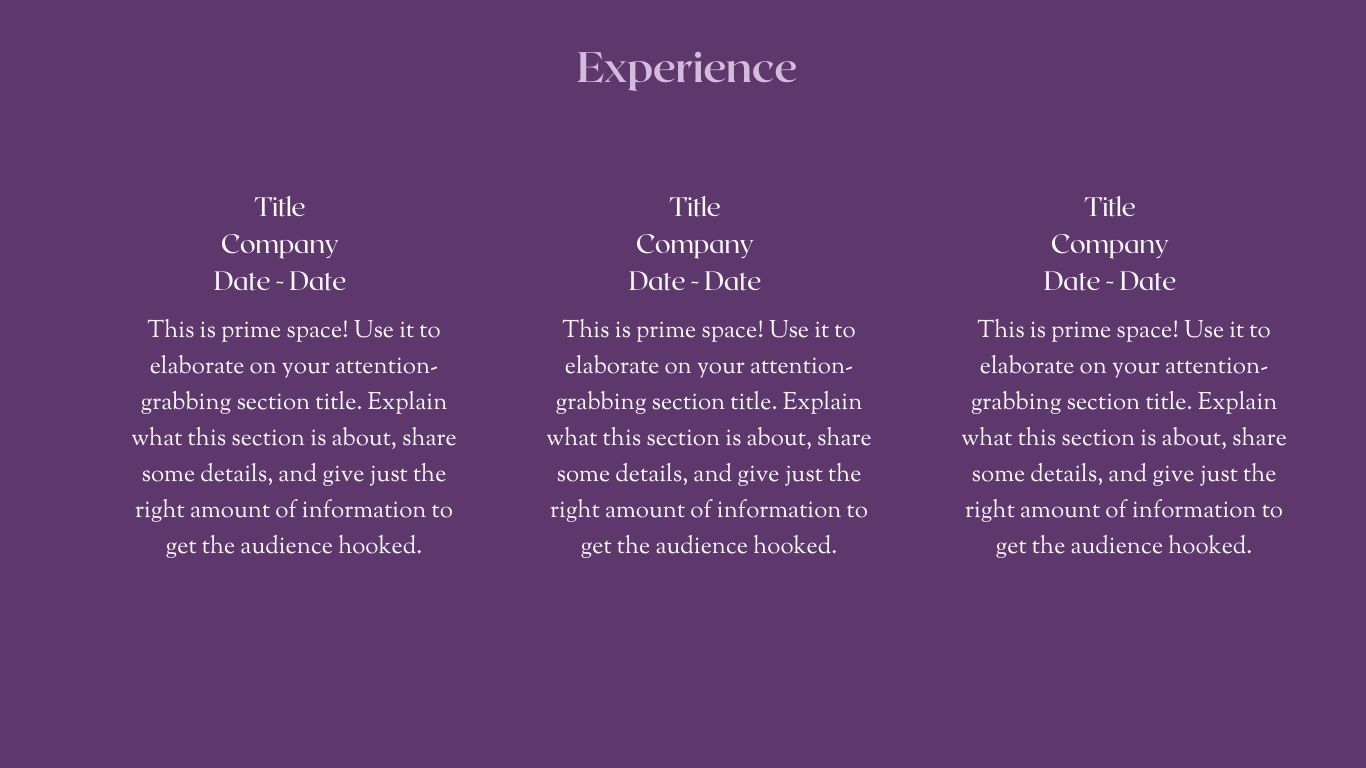 Experience
Title
Company
Date - Date
This is prime space! Use it to
elaborate on your attention-
grabbing section title. Explain
what this section is about, share
some details, and give just the
right amount of information to
get the audience hooked.
Title
Company
Date - Date
This is prime space! Use it to
elaborate on your attention-
grabbing section title. Explain
what this section is about, share
some details, and give just the
right amount of information to
get the audience hooked.
Title
Company
Date - Date
This is prime space! Use it to
elaborate on your attention-
grabbing section title. Explain
what this section is about, share
some details, and give just the
right amount of information to
get the audience hooked.